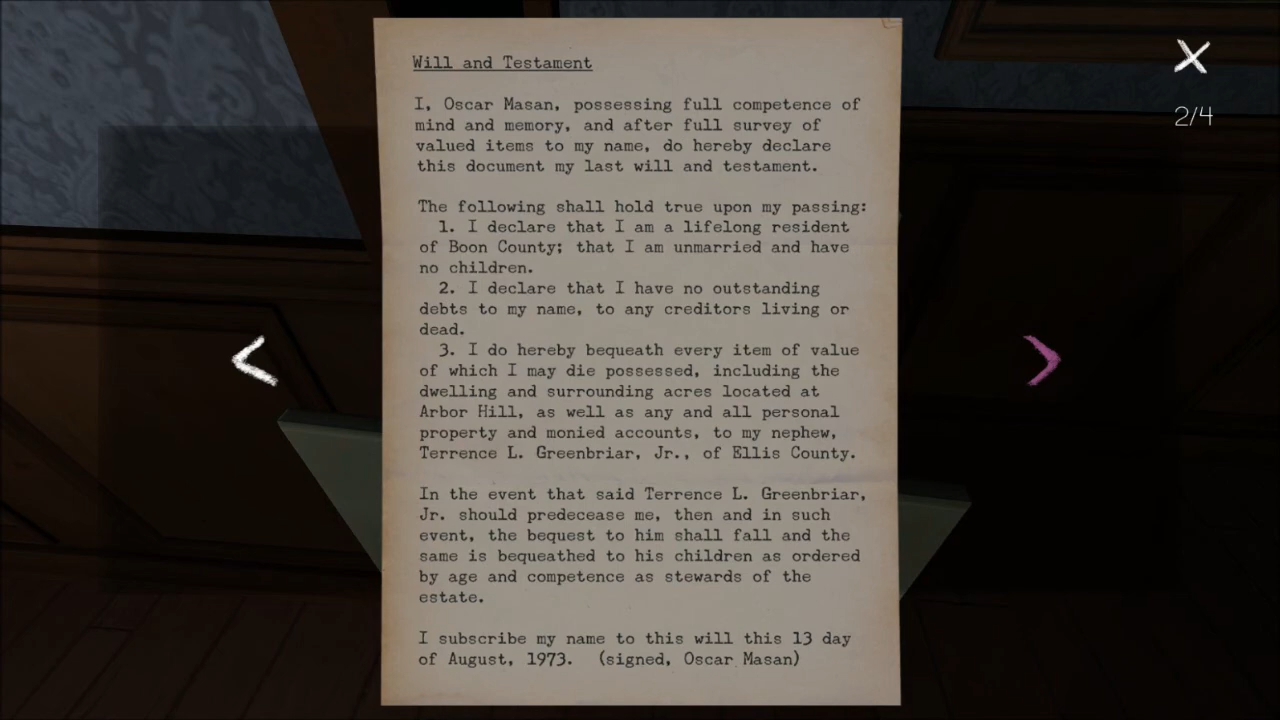 Will and Testament
I, Oscar Masan, possessing full competence of
mind and memory, and after full survey of
valued items to my name, do hereby declare
this document my last will and testament.
The following shall hold true upon my passing:
1. I declare that I am a lifelong resident
of Boon County; that I am unmarried and have
no children.
2. I declare that I have no outstanding
debts to my name, to any creditors living or
dead.
3. I do hereby bequeath every item of value
of which I may die possessed, including the
dwelling and surrounding acres located at
Arbor Hill, as well as any and all personal
property and monied accounts, to my nephew,
Terrence L. Greenbriar, Jr., of Ellis County.
In the event that said Terrence L. Greenbriar,
Jr. should predecease me, then and in such
event, the bequest to him shall fall and the
same is bequeathed to his children as ordered
by age and competence as stewards of the
estate.
I subscribe my name to this will this 13 day
of August, 1973. (signed, Oscar Masan)
2/4